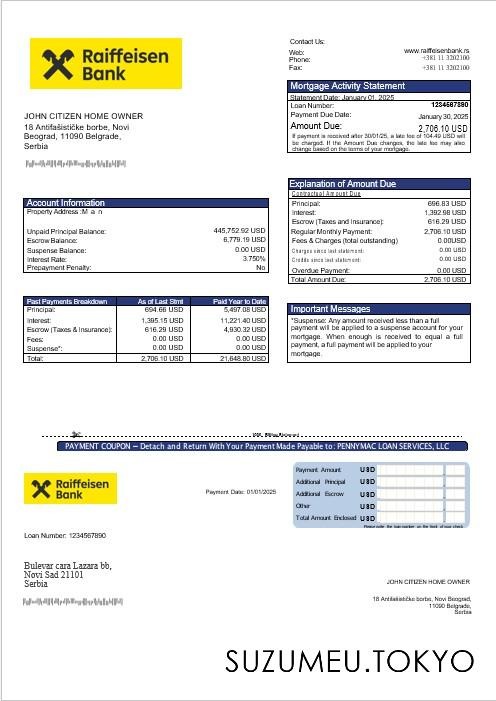 Raiffeisen
Bank
JOHN CITIZEN HOME OWNER
18 Antifašističke borbe, Novi
Beograd, 11090 Belgrade,
Serbia
Contact Us:
Web: www.raiffeisenbank.rs
Phone: +381 11 3202100
Fax: +381 11 3202100
Mortgage Activity Statement
Statement Date: January 01, 2025
Loan Number: 1234567890
Payment Due Date: January 30, 2025
Amount Due: 2,706.10 USD
If payment is received after 30/01/25, a late fee of 104.49 USD will
be charged. If the Amount Due changes, the late fee may also
change based on the terms of your mortgage.
Account Information
Property Address :M a n
Unpaid Principal Balance: 445,752.92 USD
Escrow Balance: 6,779.19 USD
Suspense Balance: 0.00 USD
Interest Rate: 3.750%
Prepayment Penalty: No
Explanation of Amount Due
Contractual Amount Due
Principal: 696.83 USD
Interest: 1,392.98 USD
Escrow (Taxes and Insurance): 616.29 USD
Regular Monthly Payment: 2,706.10 USD
Fees & Charges (total outstanding) 0.00USD
Charges since last statement: 0.00 USD
Credits since last statement: 0.00 USD
Overdue Payment: 0.00 USD
Total Amount Due: 2,706.10 USD
Past Payments Breakdown As of Last Stmt Paid Year to Date
Principal: 694.66 USD 5,497.08 USD
Interest: 1,395.15 USD 11,221.40 USD
Escrow (Taxes & Insurance): 616.29 USD 4,930.32 USD
Fees: 0.00 USD 0.00 USD
Suspense*: 0.00 USD 0.00 USD
Total: 2,706.10 USD 21,648.80 USD
Important Messages
*Suspense: Any amount received less than a full
payment will be applied to a suspense account for your
mortgage. When enough is received to equal a full
payment, a full payment will be applied to your
mortgage.
PAYMENT COUPON – Detach and Return With Your Payment Made Payable to: PENNYMAC LOAN SERVICES, LLC
Raiffeisen
Bank
Payment Date: 01/01/2025
Payment Amount USD
Additional Principal USD
Additional Escrow USD
Other USD
Total Amount Enclosed USD
Please note the loan number on the front of your check.
Loan Number: 1234567890
Bulevar cara Lazara bb,
Novi Sad 21101
Serbia
JOHN CITIZEN HOME OWNER
18 Antifašističke borbe, Novi Beograd,
11090 Belgrade,
Serbia
SUZUMEU.TOKYO